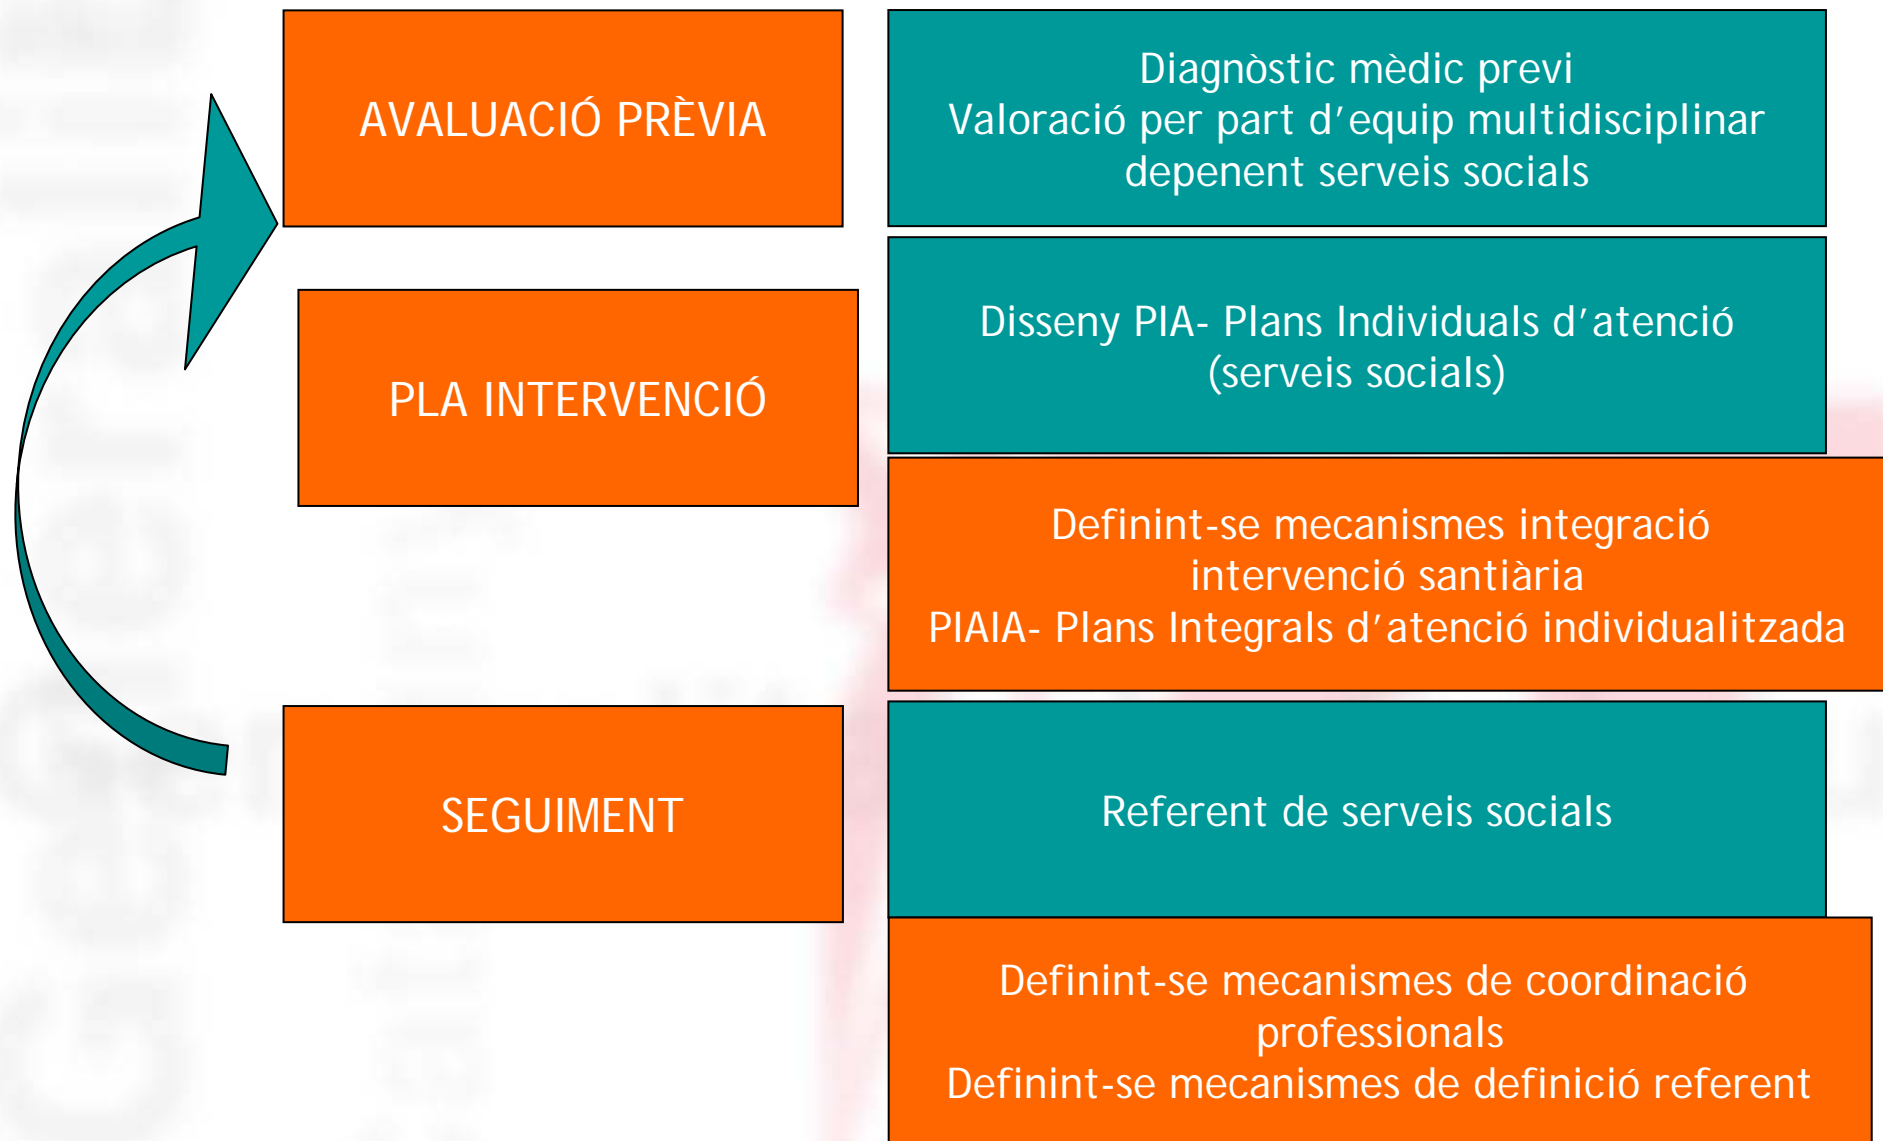 AVALUACIÓ PRÈVIA
Diagnòstic mèdic previ
Valoració per part d’equip multidisciplinar
depenent serveis socials
PLA INTERVENCIÓ
Disseny PIA- Plans Individuals d’atenció
(serveis socials)
Definint-se mecanismes integració
intervenció santiària
PIAIA- Plans Integrals d’atenció individualitzada
SEGUIMENT
Referent de serveis socials
Definint-se mecanismes de coordinació
professionals
Definint-se mecanismes de definició referent